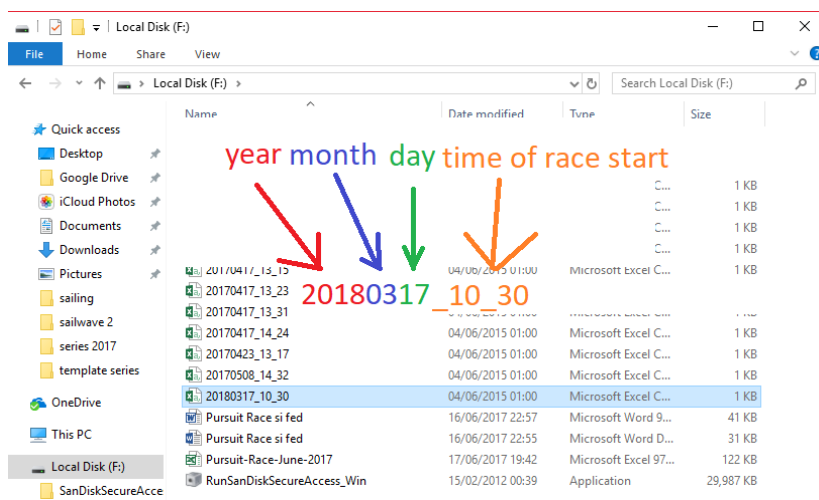 Local Disk (F:)
File Home Share View
Local Disk (F:) Search Local Disk (F:)
Name Date modified Type Size
Quick access
Desktop
Google Drive
iCloud Photos
Documents
Downloads
Pictures
sailing
sailwave 2
series 2017
template series
OneDrive
This PC
Local Disk (F:)
SanDiskSecureAcce
year month day time of race start
C... 1 KB
C... 1 KB
C... 1 KB
C... 1 KB
20170417_13_15 04/06/2015 01:00 Microsoft Excel C... 1 KB
20170417_13_23
20180317_10_30
20170417_13_31
20170417_14_24 04/06/2015 01:00 Microsoft Excel C... 1 KB
20170423_13_17 04/06/2015 01:00 Microsoft Excel C... 1 KB
20170508_14_32 04/06/2015 01:00 Microsoft Excel C... 1 KB
20180317_10_30 04/06/2015 01:00 Microsoft Excel C... 1 KB
Pursuit Race si fed 16/06/2017 22:57 Microsoft Word 9... 41 KB
Pursuit Race si fed 16/06/2017 22:55 Microsoft Word D... 31 KB
Pursuit-Race-June-2017 17/06/2017 19:42 Microsoft Excel 97... 122 KB
RunSanDiskSecureAccess_Win 15/02/2012 00:39 Application 29,987 KB